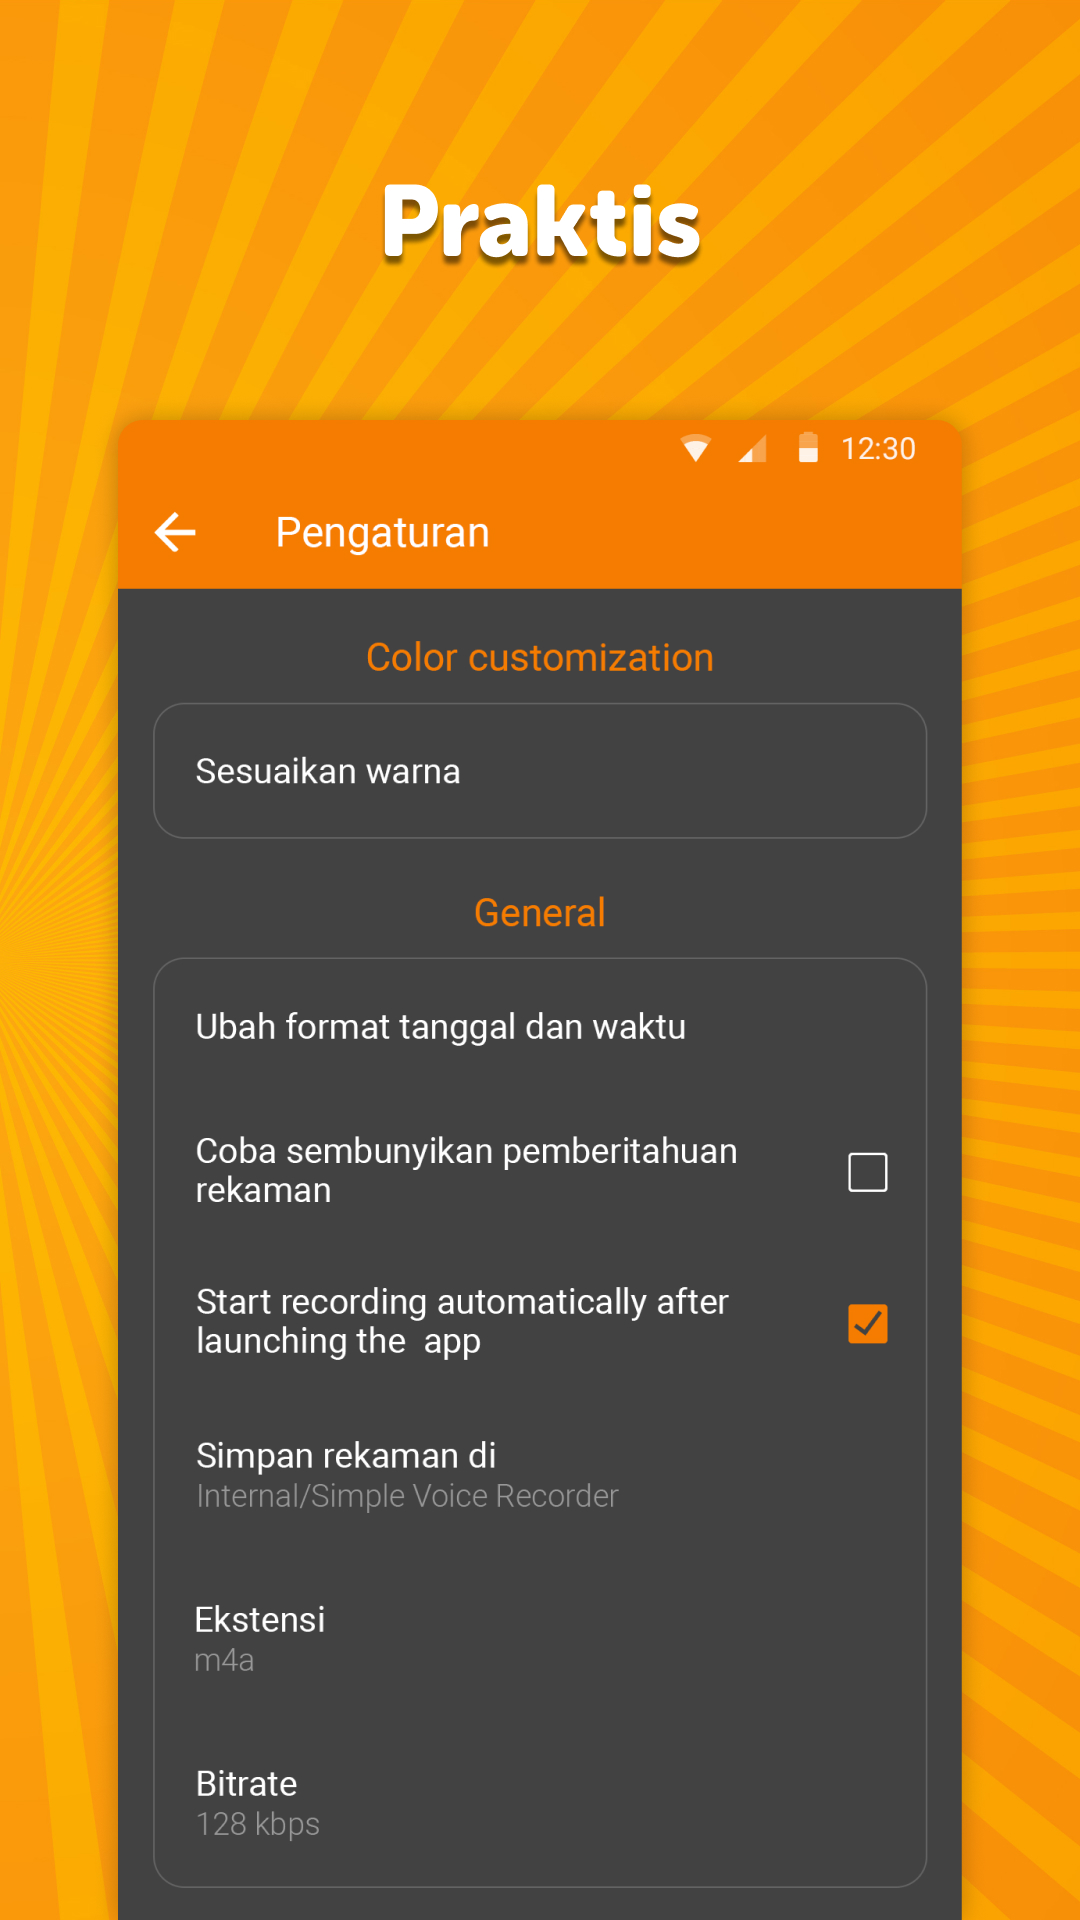 Praktis
12:30
Pengaturan
Color customization
Sesuaikan warna
General
Ubah format tanggal dan waktu
Coba sembunyikan pemberitahuan
rekaman
Start recording automatically after
launching the  app
Simpan rekaman di
Internal/Simple Voice Recorder
Ekstensi
m4a
Bitrate
128 kbps